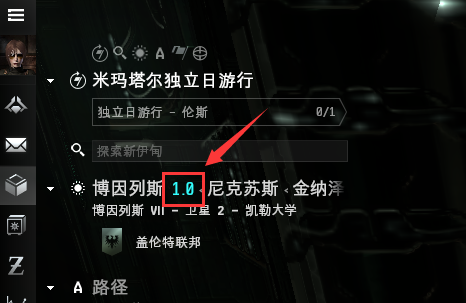 米玛塔尔独立日游行
独立日游行 - 伦斯 0/1
探索新伊甸
博因列斯 1.0 ‹ 尼克苏斯 ‹ 金纳泽
博因列斯 VII - 卫星 2 - 凯勒大学
盖伦特联邦
路径